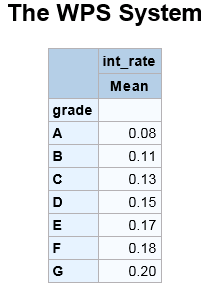 The WPS System
int_rate
Mean
grade
A 0.08
B 0.11
C 0.13
D 0.15
E 0.17
F 0.18
G 0.20